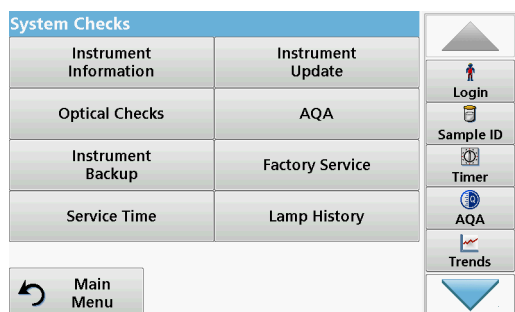 System Checks
Instrument
Information
Instrument
Update
Optical Checks
AQA
Instrument
Backup
Factory Service
Service Time
Lamp History
Main
Menu
Login
Sample ID
Timer
AQA
Trends